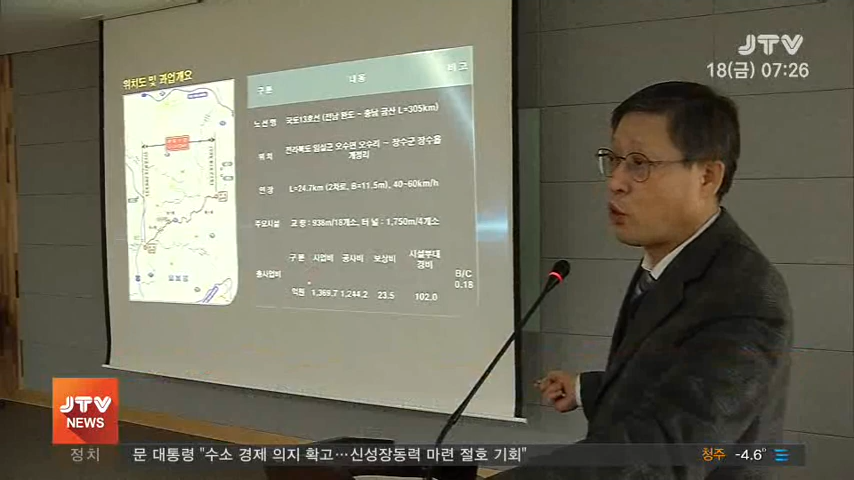 JTV
18(금) 07:26
위치도 및 과업개요
구분 내용 비고
노선명 국도13호선 (전남 완도 ~ 충남 금산 L=305km)
위치 전라북도 임실군 오수면 오수리 ~ 장수군 장수읍
개정리
연장 L=24.7km (2차로, B=11.5m), 40~60km/h
주요시설 교량 : 938m/18개소, 터널 : 1,750m/4개소
총사업비
구분 사업비 공사비 보상비 시설부대
경비
억원 1,369.7 1,244.2 23.5 102.0
B/C
0.18
JTV
NEWS
정치 문 대통령 "수소 경제 의지 확고…신성장동력 마련 절호 기회" 청주 -4.6°